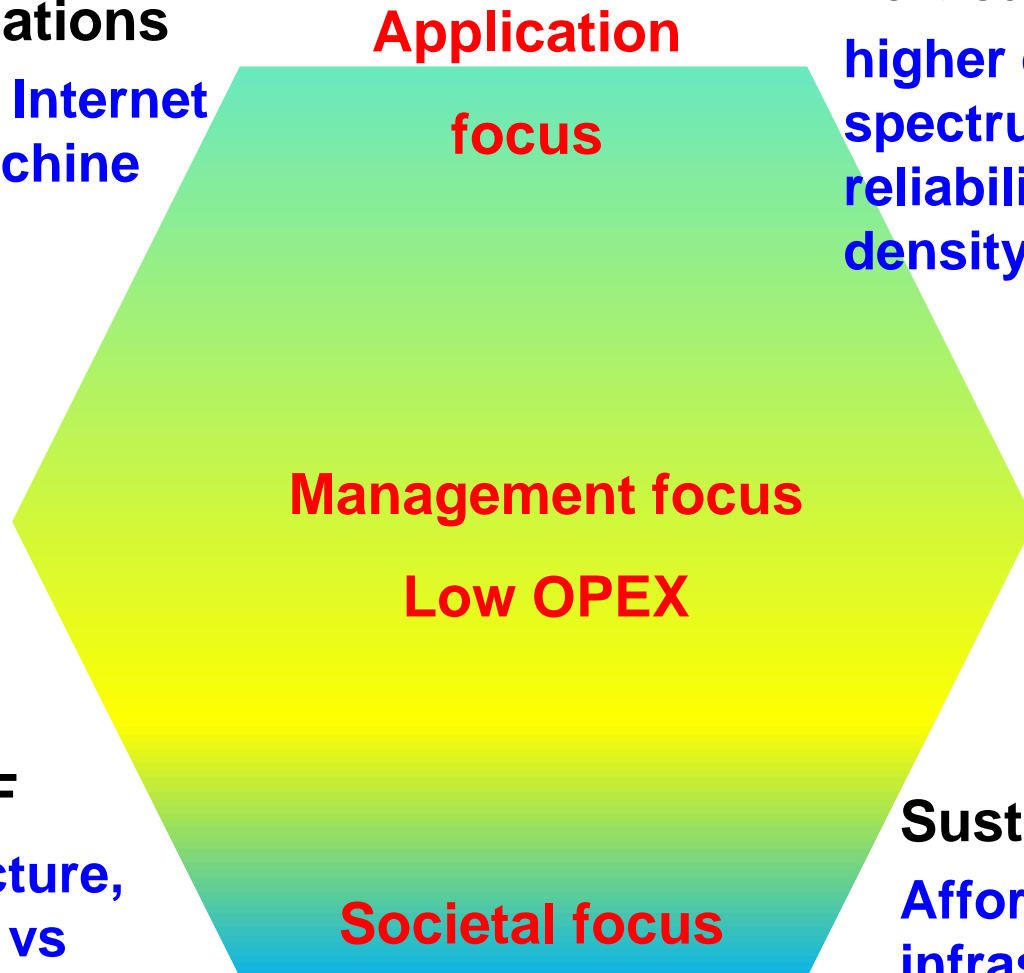 ations
Internet
chine
Application
focus
higher
spectru
reliabili
density
Management focus
Low OPEX
F
cture,
vs
Societal focus
Sust
Affor
infras